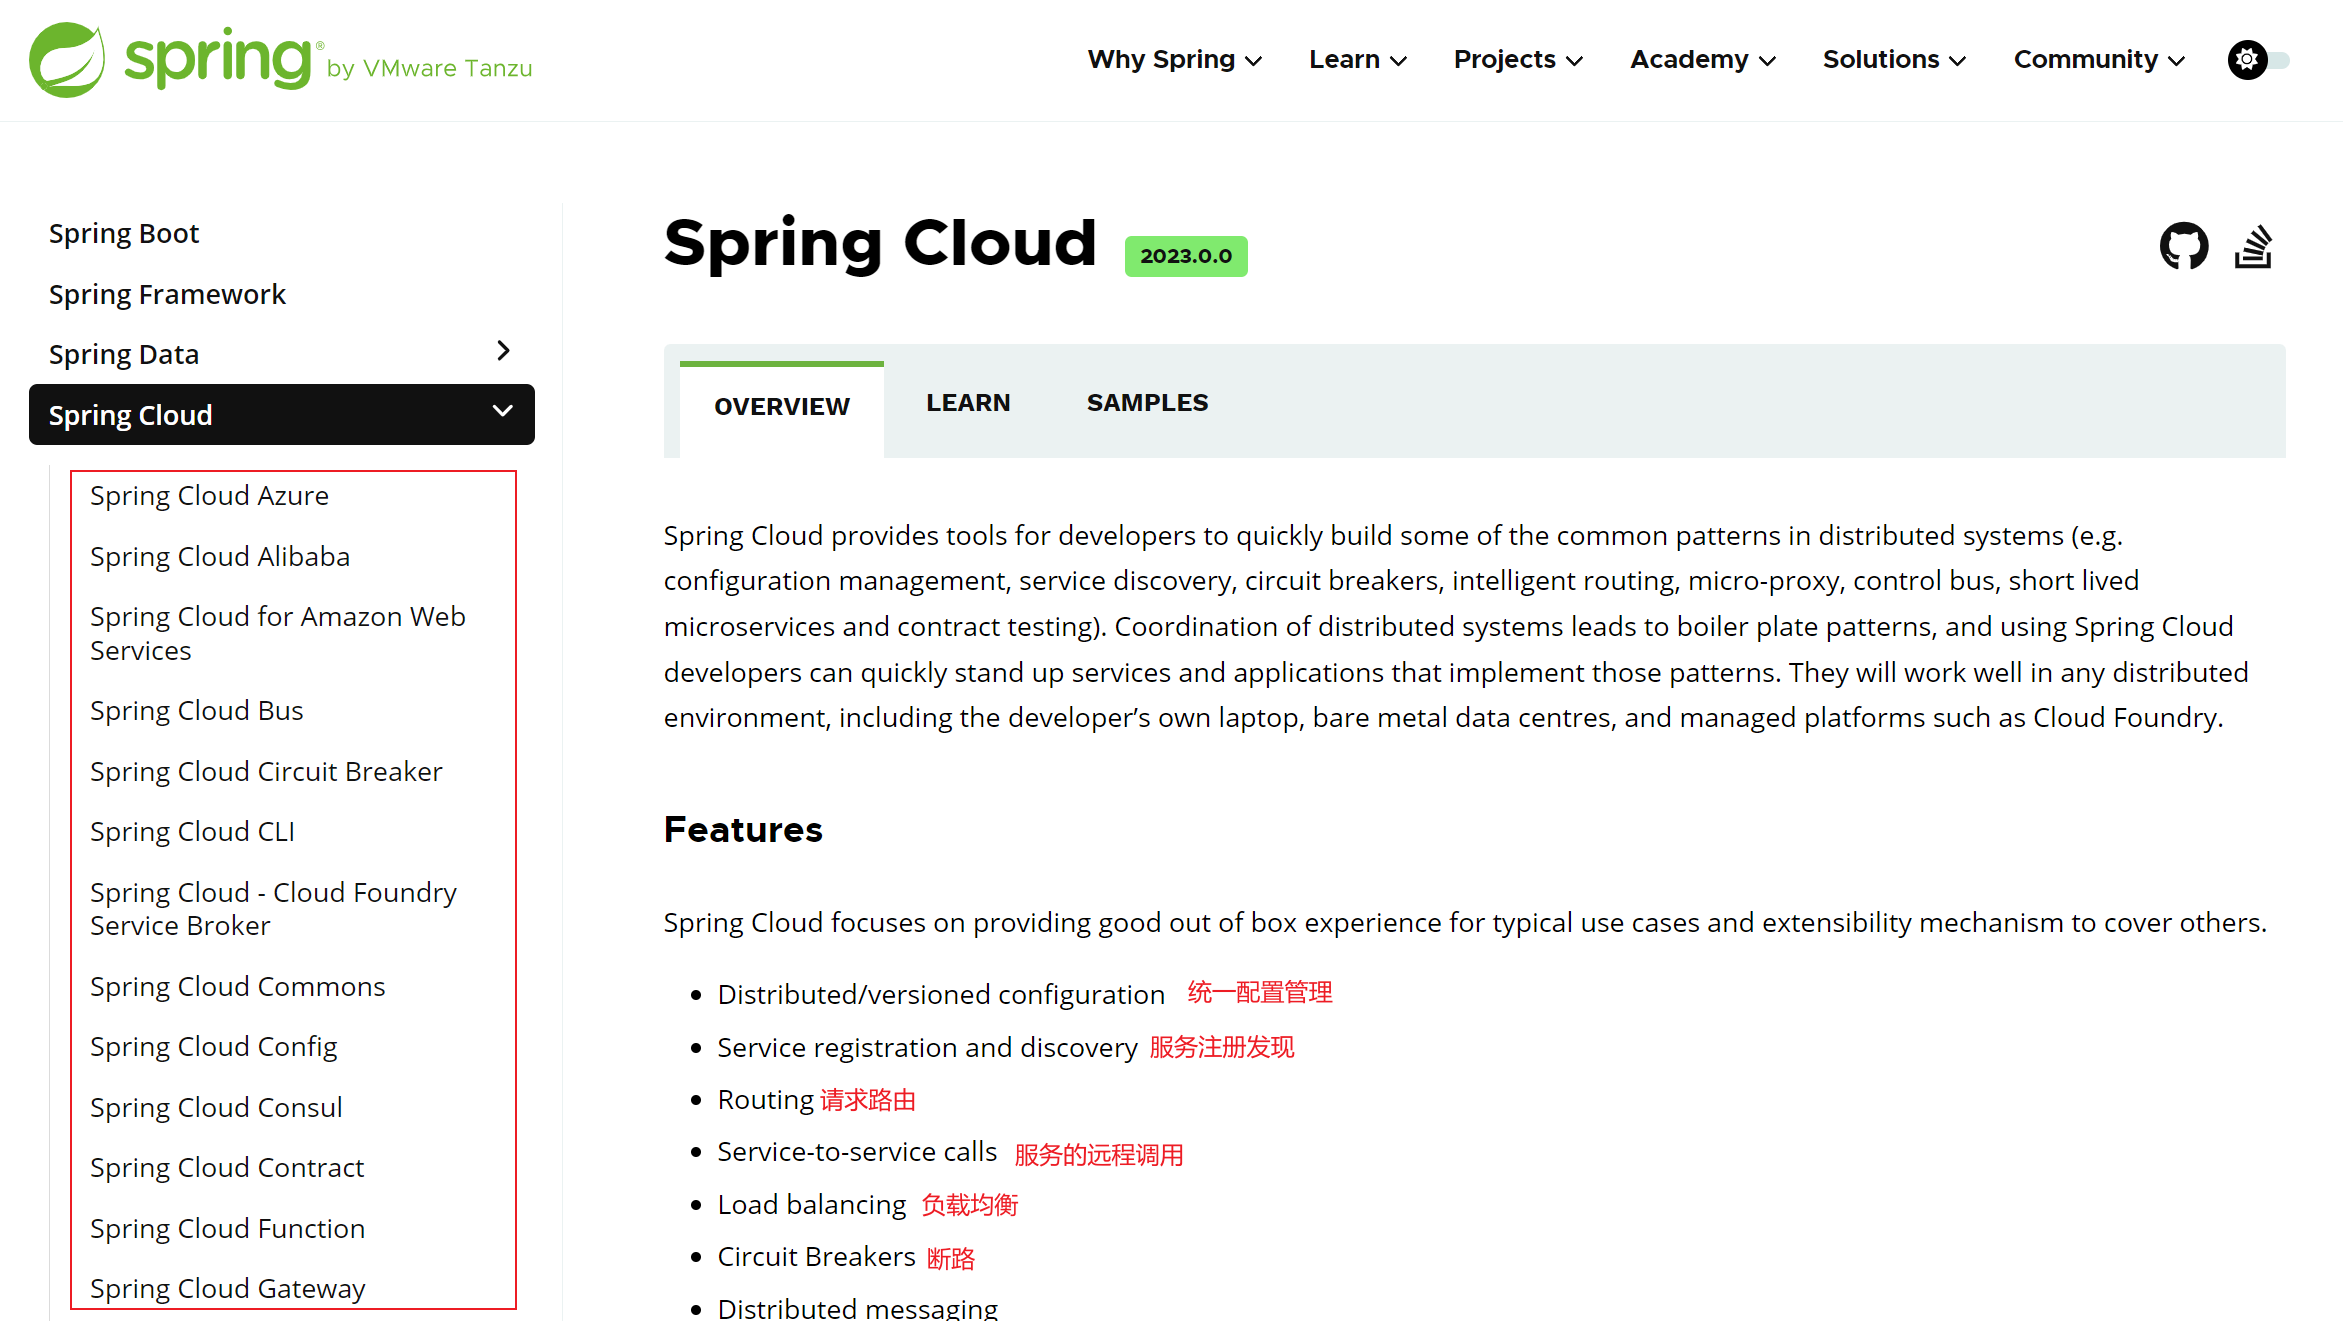 spring® by VMware Tanzu
Why Spring
Learn
Projects
Academy
Solutions
Community
Spring Boot
Spring Framework
Spring Data
Spring Cloud
Spring Cloud Azure
Spring Cloud Alibaba
Spring Cloud for Amazon Web
Services
Spring Cloud Bus
Spring Cloud Circuit Breaker
Spring Cloud CLI
Spring Cloud - Cloud Foundry
Service Broker
Spring Cloud Commons
Spring Cloud Config
Spring Cloud Consul
Spring Cloud Contract
Spring Cloud Function
Spring Cloud Gateway
Spring Cloud 2023.0.0
OVERVIEW
LEARN
SAMPLES
Spring Cloud provides tools for developers to quickly build some of the common patterns in distributed systems (e.g.
configuration management, service discovery, circuit breakers, intelligent routing, micro-proxy, control bus, short lived
microservices and contract testing). Coordination of distributed systems leads to boiler plate patterns, and using Spring Cloud
developers can quickly stand up services and applications that implement those patterns. They will work well in any distributed
environment, including the developer’s own laptop, bare metal data centres, and managed platforms such as Cloud Foundry.
Features
Spring Cloud focuses on providing good out of box experience for typical use cases and extensibility mechanism to cover others.
Distributed/versioned configuration 统一配置管理
Service registration and discovery 服务注册发现
Routing 请求路由
Service-to-service calls 服务的远程调用
Load balancing 负载均衡
Circuit Breakers 断路
Distributed messaging